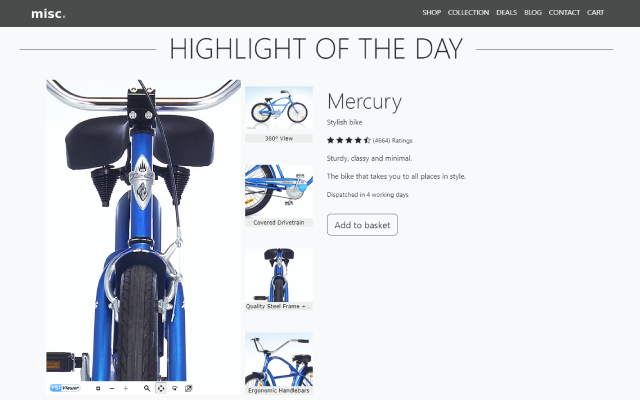 misc.
SHOP COLLECTION DEALS BLOG CONTACT CART
HIGHLIGHT OF THE DAY
360° View
Covered Drivetrain
Quality Steel Frame +...
Ergonomic Handlebars
Mercury
Stylish bike
(4664) Ratings
Sturdy, classy and minimal.
The bike that takes you to all places in style.
Dispatched in 4 working days
Add to basket
Viewer